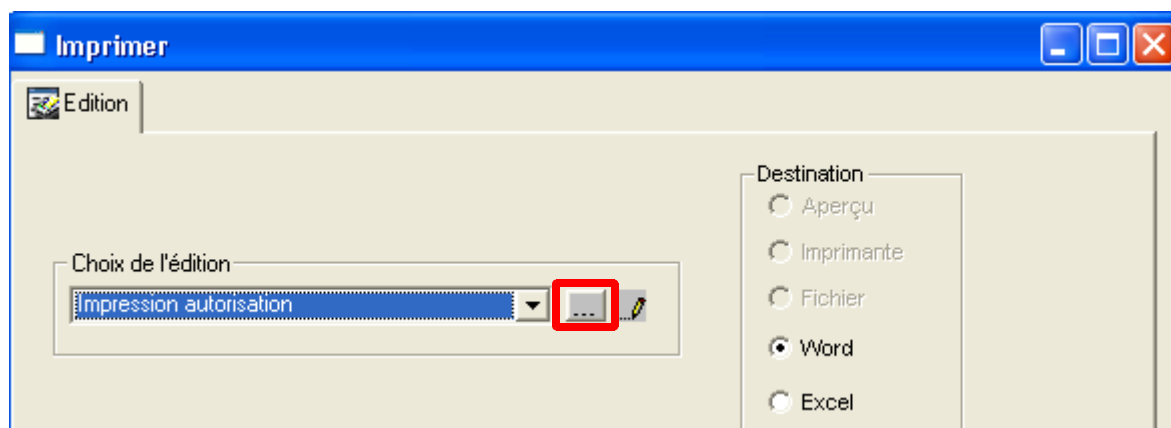 Imprimer
Edition
Destination
Aperçu
Imprimante
Choix de l'édition
Impression autorisation
...
Fichier
Word
Excel